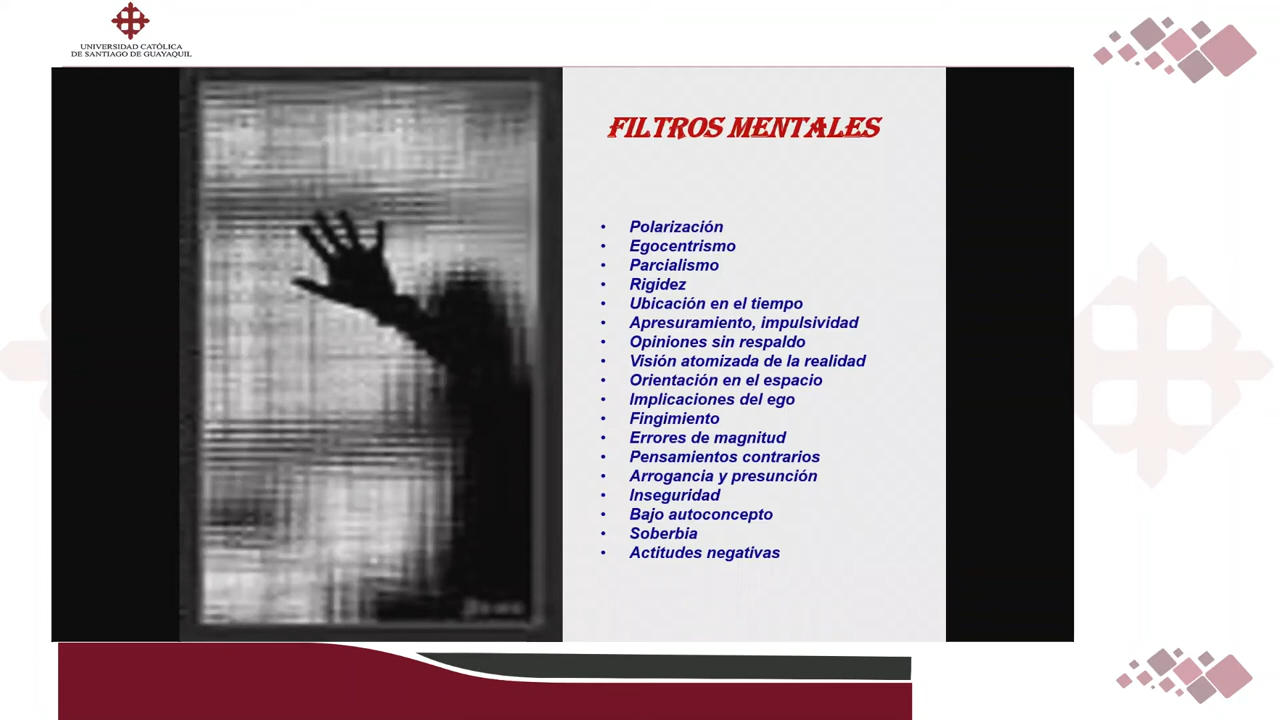 UNIVERSIDAD CATÓLICA
DE SANTIAGO DE GUAYAQUIL
FILTROS MENTALES
• Polarización
• Egocentrismo
• Parcialismo
• Rigidez
• Ubicación en el tiempo
• Apresuramiento, impulsividad
• Opiniones sin respaldo
• Visión atomizada de la realidad
• Orientación en el espacio
• Implicaciones del ego
• Fingimiento
• Errores de magnitud
• Pensamientos contrarios
• Arrogancia y presunción
• Inseguridad
• Bajo autoconcepto
• Soberbia
• Actitudes negativas